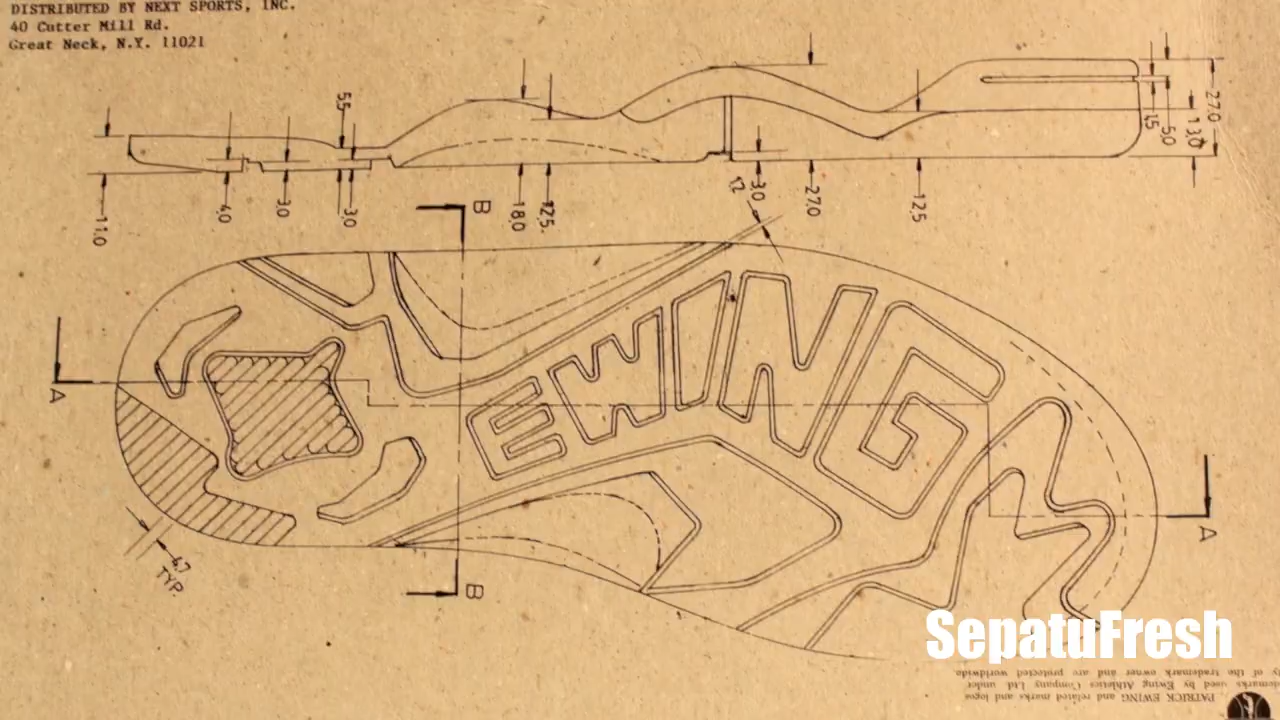 DISTRIBUTED BY NEXT SPORTS, INC.
40 Cutter Mill Rd.
Great Neck, N.Y. 11021
5,5
27,0
1,5
5,0
13,0
11,0
4,0
3,0
3,0
18,0
12,5
12
3,0
27,0
12,5
B
A
EWING
A
B
4,7
TYP.
SepatuFresh
PATRICK EWING and related marks and logos
used by Ewing Athletics Company Ltd. under
of the trademark owner and are protected worldwide.